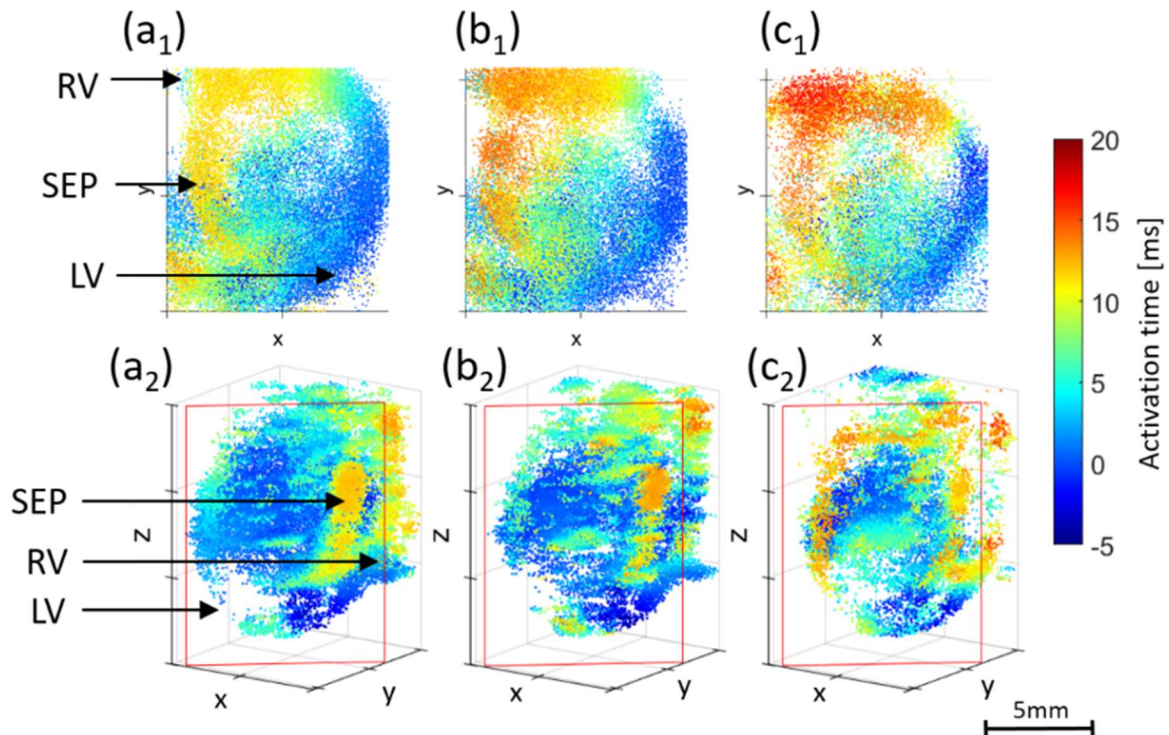 (a₁)
(b₁)
(c₁)
RV
SEP
LV
y
y
y
x
x
x
20
15
10
5
0
-5
Activation time [ms]
(a₂)
(b₂)
(c₂)
SEP
RV
LV
z
z
z
x
y
x
y
x
y
5mm